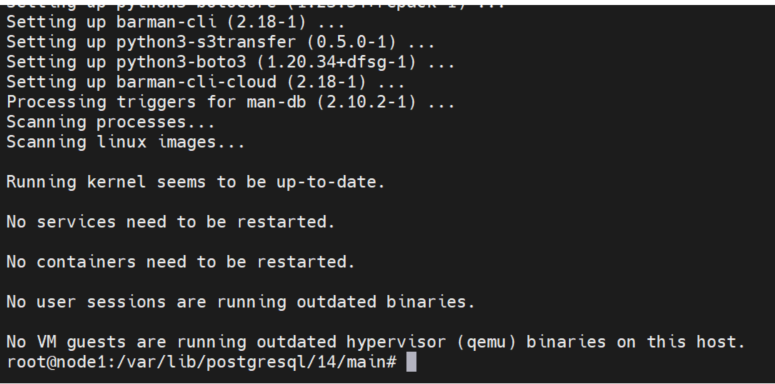 Setting up barman-cli (2.18-1) ...
Setting up python3-s3transfer (0.5.0-1) ...
Setting up python3-boto3 (1.20.34+dfsg-1) ...
Setting up barman-cli-cloud (2.18-1) ...
Processing triggers for man-db (2.10.2-1) ...
Scanning processes...
Scanning linux images...
Running kernel seems to be up-to-date.
No services need to be restarted.
No containers need to be restarted.
No user sessions are running outdated binaries.
No VM guests are running outdated hypervisor (qemu) binaries on this host.
root@node1:/var/lib/postgresql/14/main#